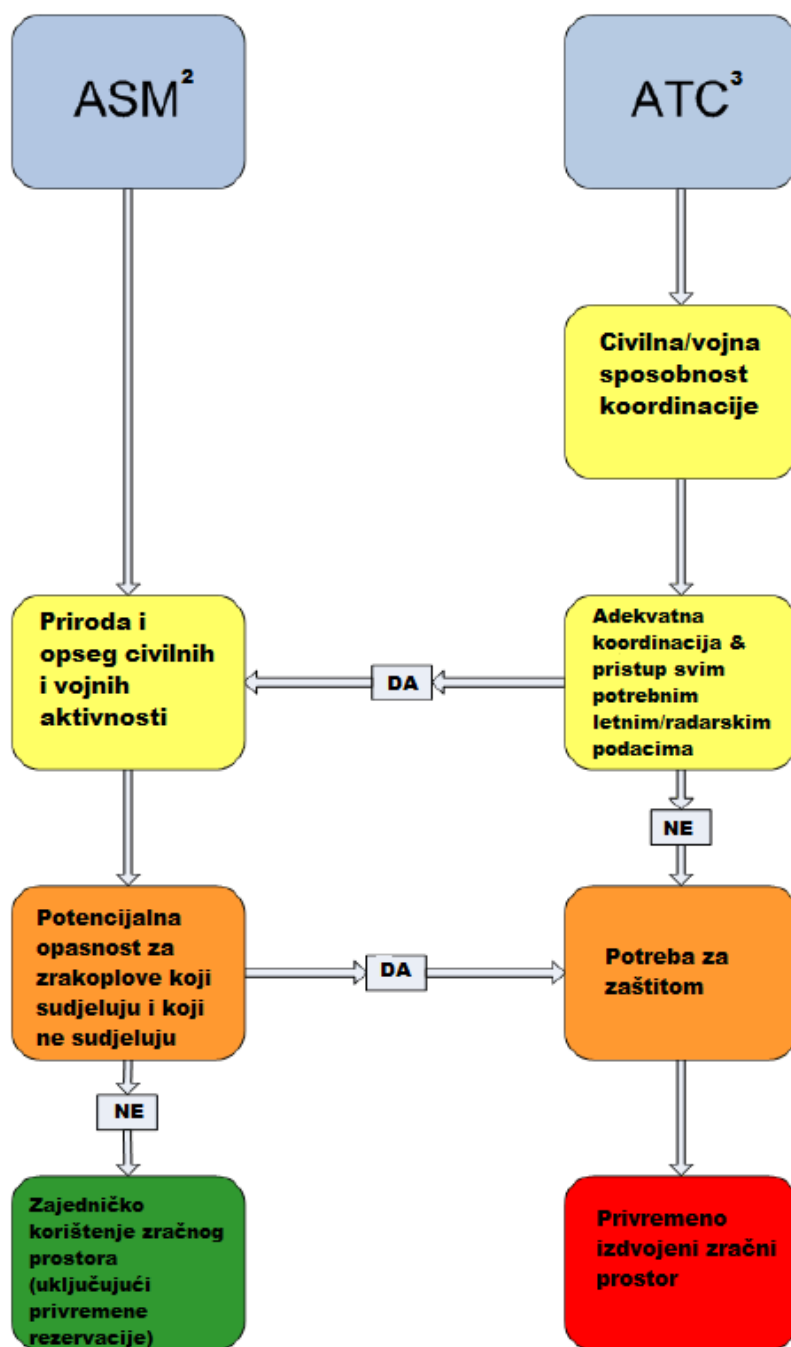 ASM²
ATC³
Civilna/vojna
sposobnost
koordinacije
Priroda i
opseg civilnih
i vojnih
aktivnosti
DA
Adekvatna
koordinacija &
pristup svim
potrebnim
letnim/radarskim
podacima
NE
Potencijalna
opasnost za
zrakoplove koji
sudjeluju i koji
ne sudjeluju
DA
Potreba za
zaštitom
NE
Zajedničko
korištenje zračnog
prostora
(uključujući
privremene
rezervacije)
Privremeno
izdvojeni zračni
prostor